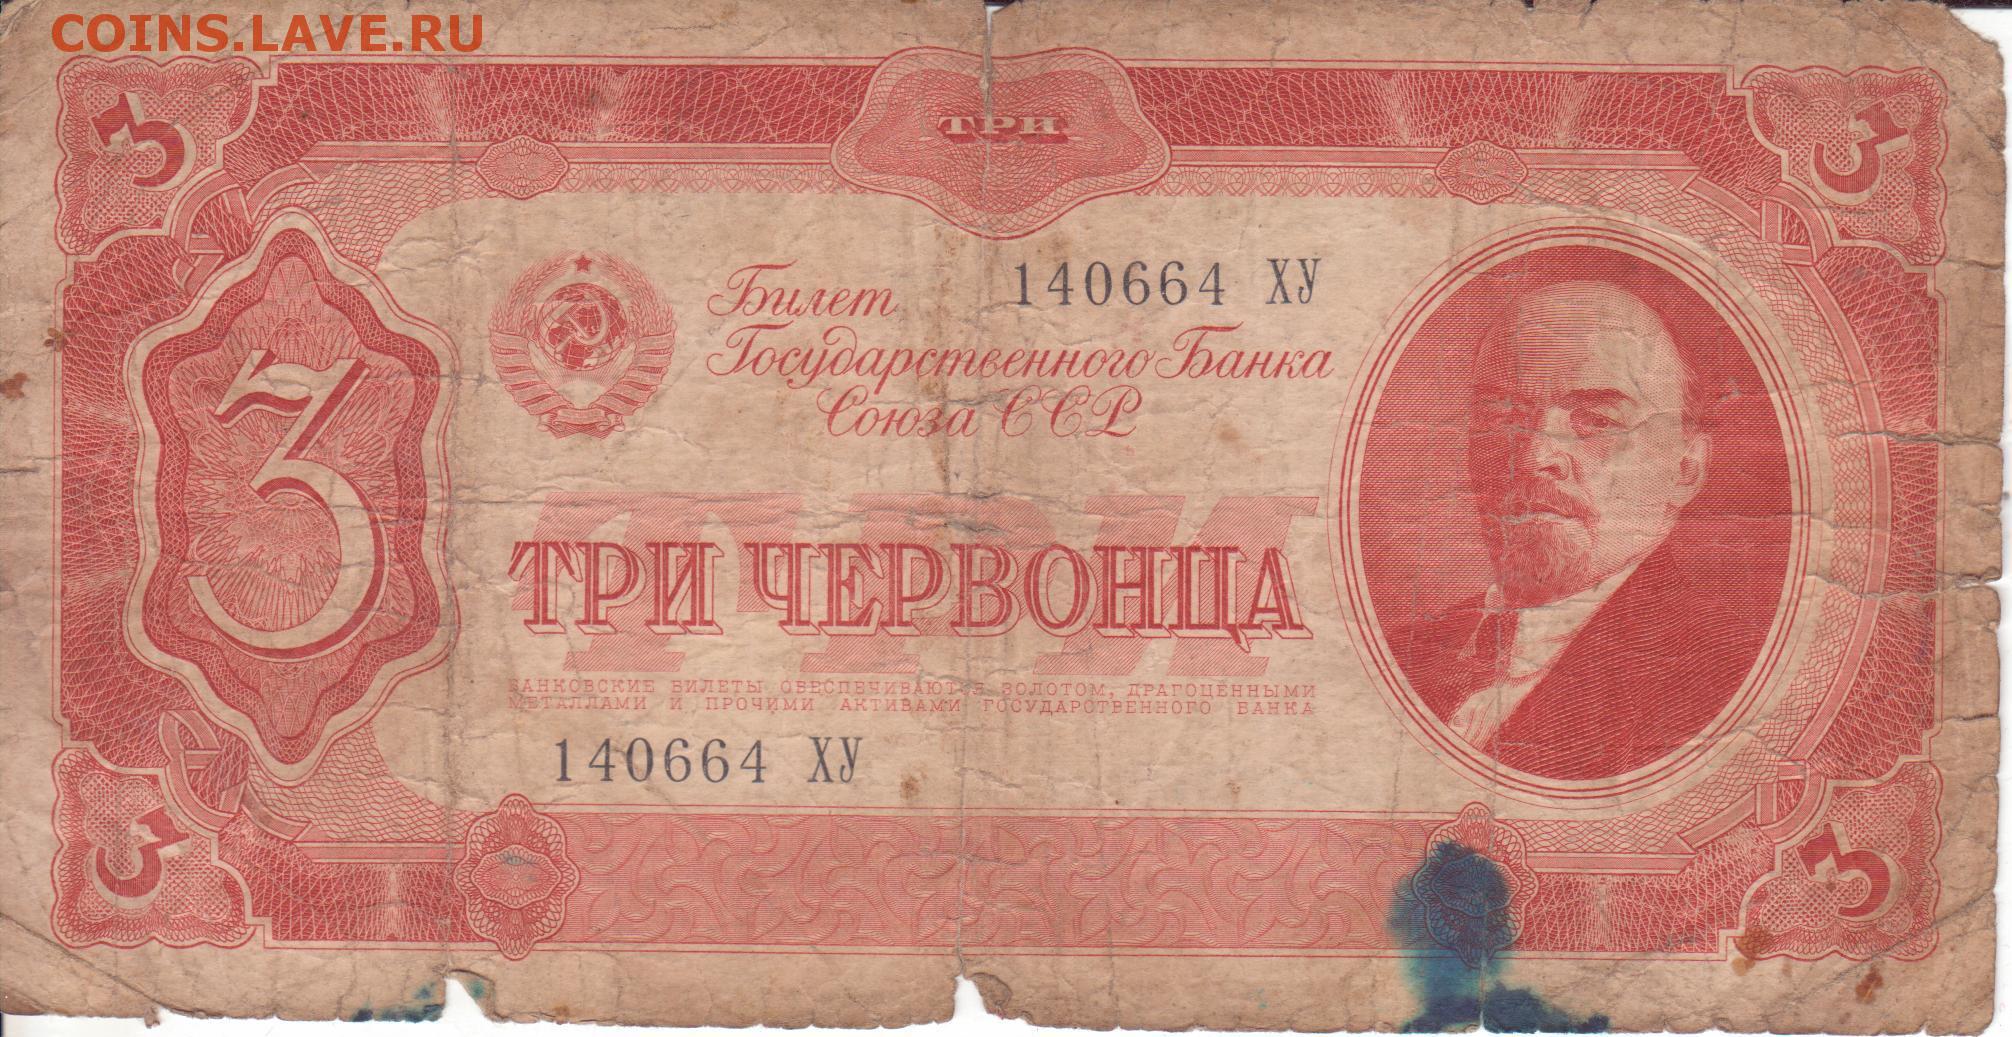 COINS.LAVE.RU
3
3
ТРИ
3
Билет
140664 ХУ
Государственного Банка
Союза ССР
ТРИ
ТРИ ЧЕРВОНЦА
БАНКОВСКИЕ БИЛЕТЫ ОБЕСПЕЧИВАЮТСЯ ЗОЛОТОМ, ДРАГОЦЕННЫМИ
МЕТАЛЛАМИ И ПРОЧИМИ АКТИВАМИ ГОСУДАРСТВЕННОГО БАНКА
140664 ХУ
3
3